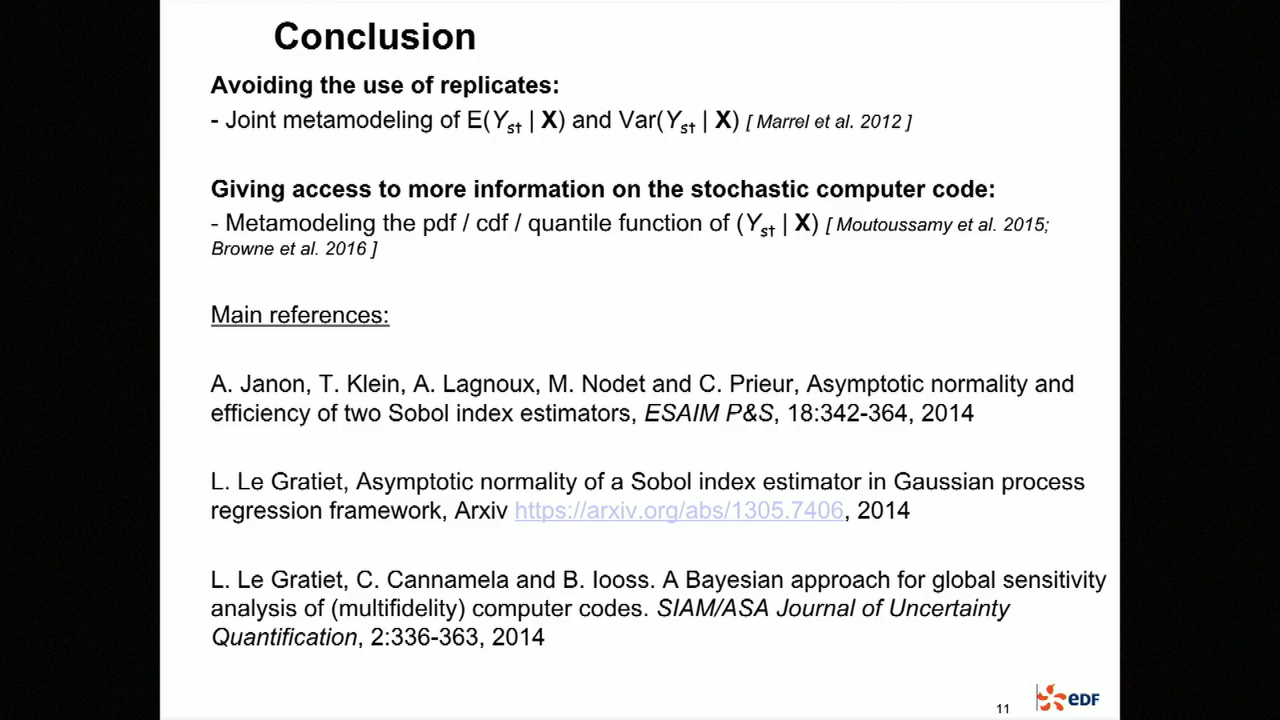 Conclusion
Avoiding the use of replicates:
- Joint metamodeling of E(Yst | X) and Var(Yst | X) [ Marrel et al. 2012 ]
Giving access to more information on the stochastic computer code:
- Metamodeling the pdf / cdf / quantile function of (Yst | X) [ Moutoussamy et al. 2015;
Browne et al. 2016 ]
Main references:
A. Janon, T. Klein, A. Lagnoux, M. Nodet and C. Prieur, Asymptotic normality and
efficiency of two Sobol index estimators, ESAIM P&S, 18:342-364, 2014
L. Le Gratiet, Asymptotic normality of a Sobol index estimator in Gaussian process
regression framework, Arxiv https://arxiv.org/abs/1305.7406, 2014
L. Le Gratiet, C. Cannamela and B. Iooss. A Bayesian approach for global sensitivity
analysis of (multifidelity) computer codes. SIAM/ASA Journal of Uncertainty
Quantification, 2:336-363, 2014
11
eDF